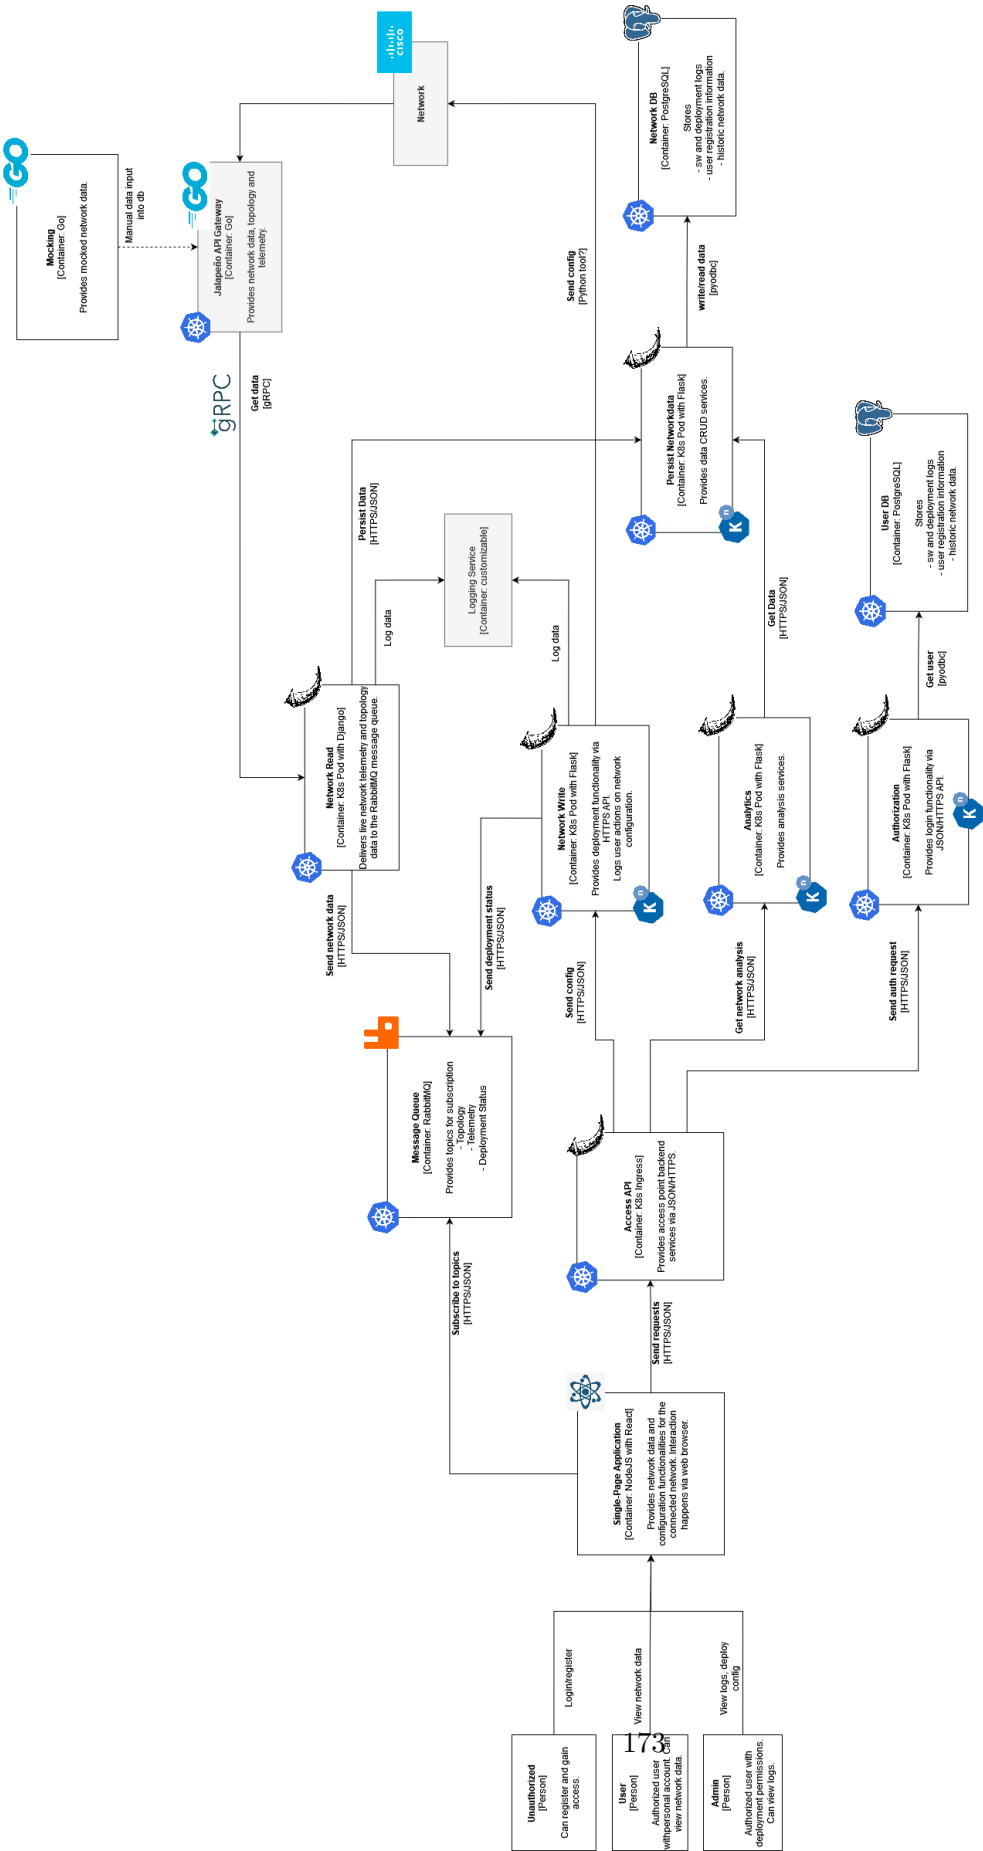 Unauthorized
[Person]
Can register and gain
access.
User
[Person]
Authorized user
withpersonal account. Can
view network data.
Admin
[Person]
Authorized user with
deployment permissions.
Can view logs.
Login/register
View network data
View logs, deploy
config
Single-Page Application
[Container: NodeJS with React]
Provides network data and
configuration functionalities for the
connected network. Interaction
happens via web browser.
Subscribe to topics
[HTTPS/JSON]
Send requests
[HTTPS/JSON]
Message Queue
[Container: RabbitMQ]
Provides topics for subscription
- Topology
- Telemetry
- Deployment Status
Access API
[Container: K8s Ingress]
Provides access point backend
services via JSON/HTTPS.
Send network data
[HTTPS/JSON]
Send deployment status
[HTTPS/JSON]
Send config
[HTTPS/JSON]
Get network analysis
[HTTPS/JSON]
Send auth request
[HTTPS/JSON]
Network Read
[Container: K8s Pod with Django]
Delivers live network telemetry and topology
data to the RabbitMQ message queue.
Network Write
[Container: K8s Pod with Flask]
Provides deployment functionality via
HTTPS API.
Logs user actions on network
configuration.
K
n
Analytics
[Container: K8s Pod with Flask]
Provides analysis services.
K
n
Authorization
[Container: K8s Pod with Flask]
Provides login functionality via
JSON/HTTPS API.
K
n
Log data
Log data
Persist Data
[HTTPS/JSON]
Get Data
[HTTPS/JSON]
Get user
[pyodbc]
Logging Service
[Container: customizable]
Persist Networkdata
[Container: K8s Pod with Flask]
Provides data CRUD services.
K
n
User DB
[Container: PostgreSQL]
Stores
- sw and deployment logs
- user registration information
- historic network data.
gRPC
Get data
[gRPC]
Send config
[Python tool?]
write/read data
[pyodbc]
Mocking
[Container: Go]
Provides mocked network data.
GO
Manual data input
into db
Jalapeño API Gateway
[Container: Go]
Provides network data, topology and
telemetry.
GO
Network
CISCO
Network DB
[Container: PostgreSQL]
Stores
- sw and deployment logs
- user registration information
- historic network data.
173